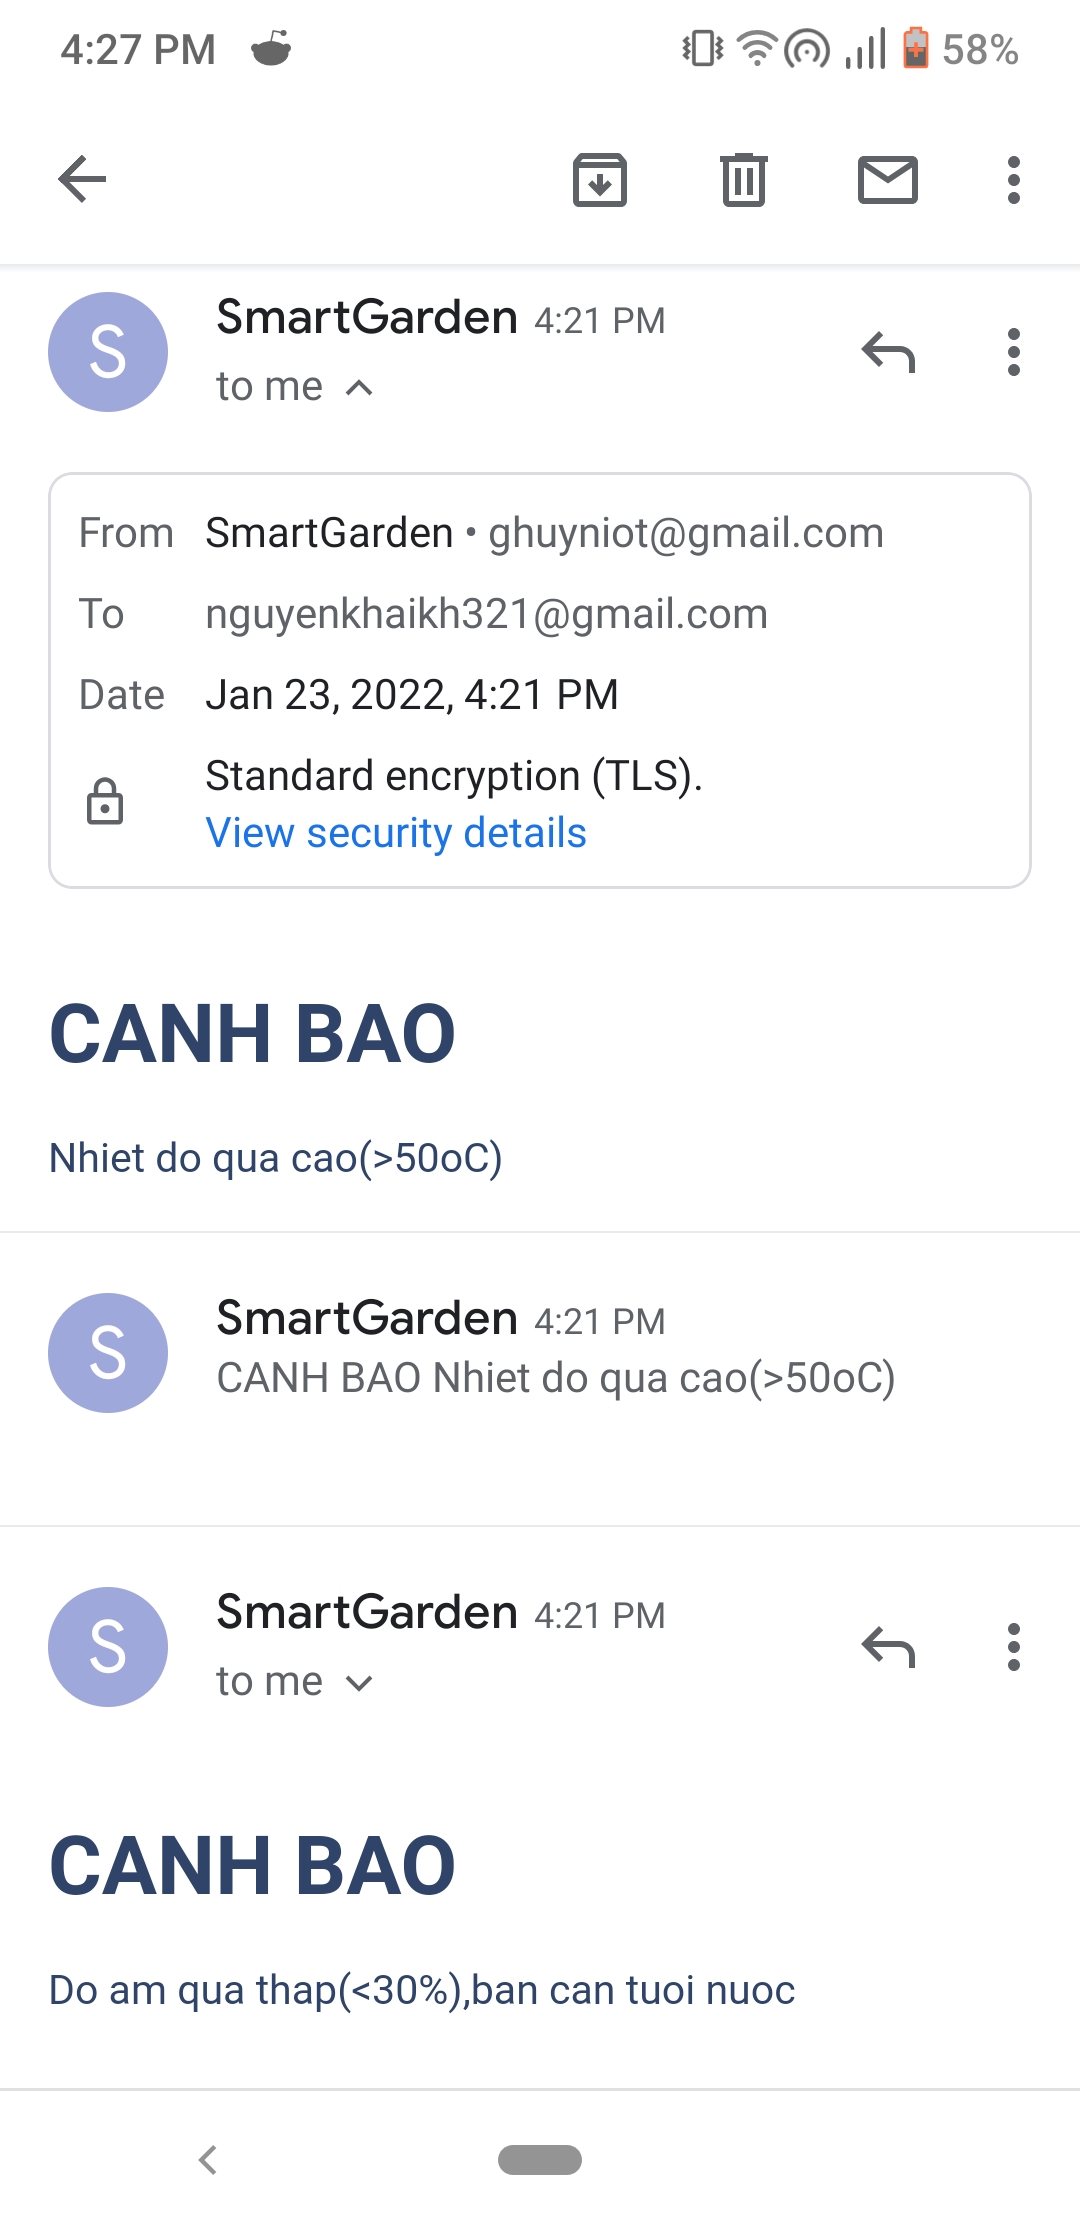 4:27 PM 58%
S
SmartGarden 4:21 PM
to me
From SmartGarden • ghuyniot@gmail.com
To nguyenkhaikh321@gmail.com
Date Jan 23, 2022, 4:21 PM
Standard encryption (TLS).
View security details
CANH BAO
Nhiet do qua cao(>50oC)
S
SmartGarden 4:21 PM
CANH BAO Nhiet do qua cao(>50oC)
S
SmartGarden 4:21 PM
to me
CANH BAO
Do am qua thap(<30%),ban can tuoi nuoc